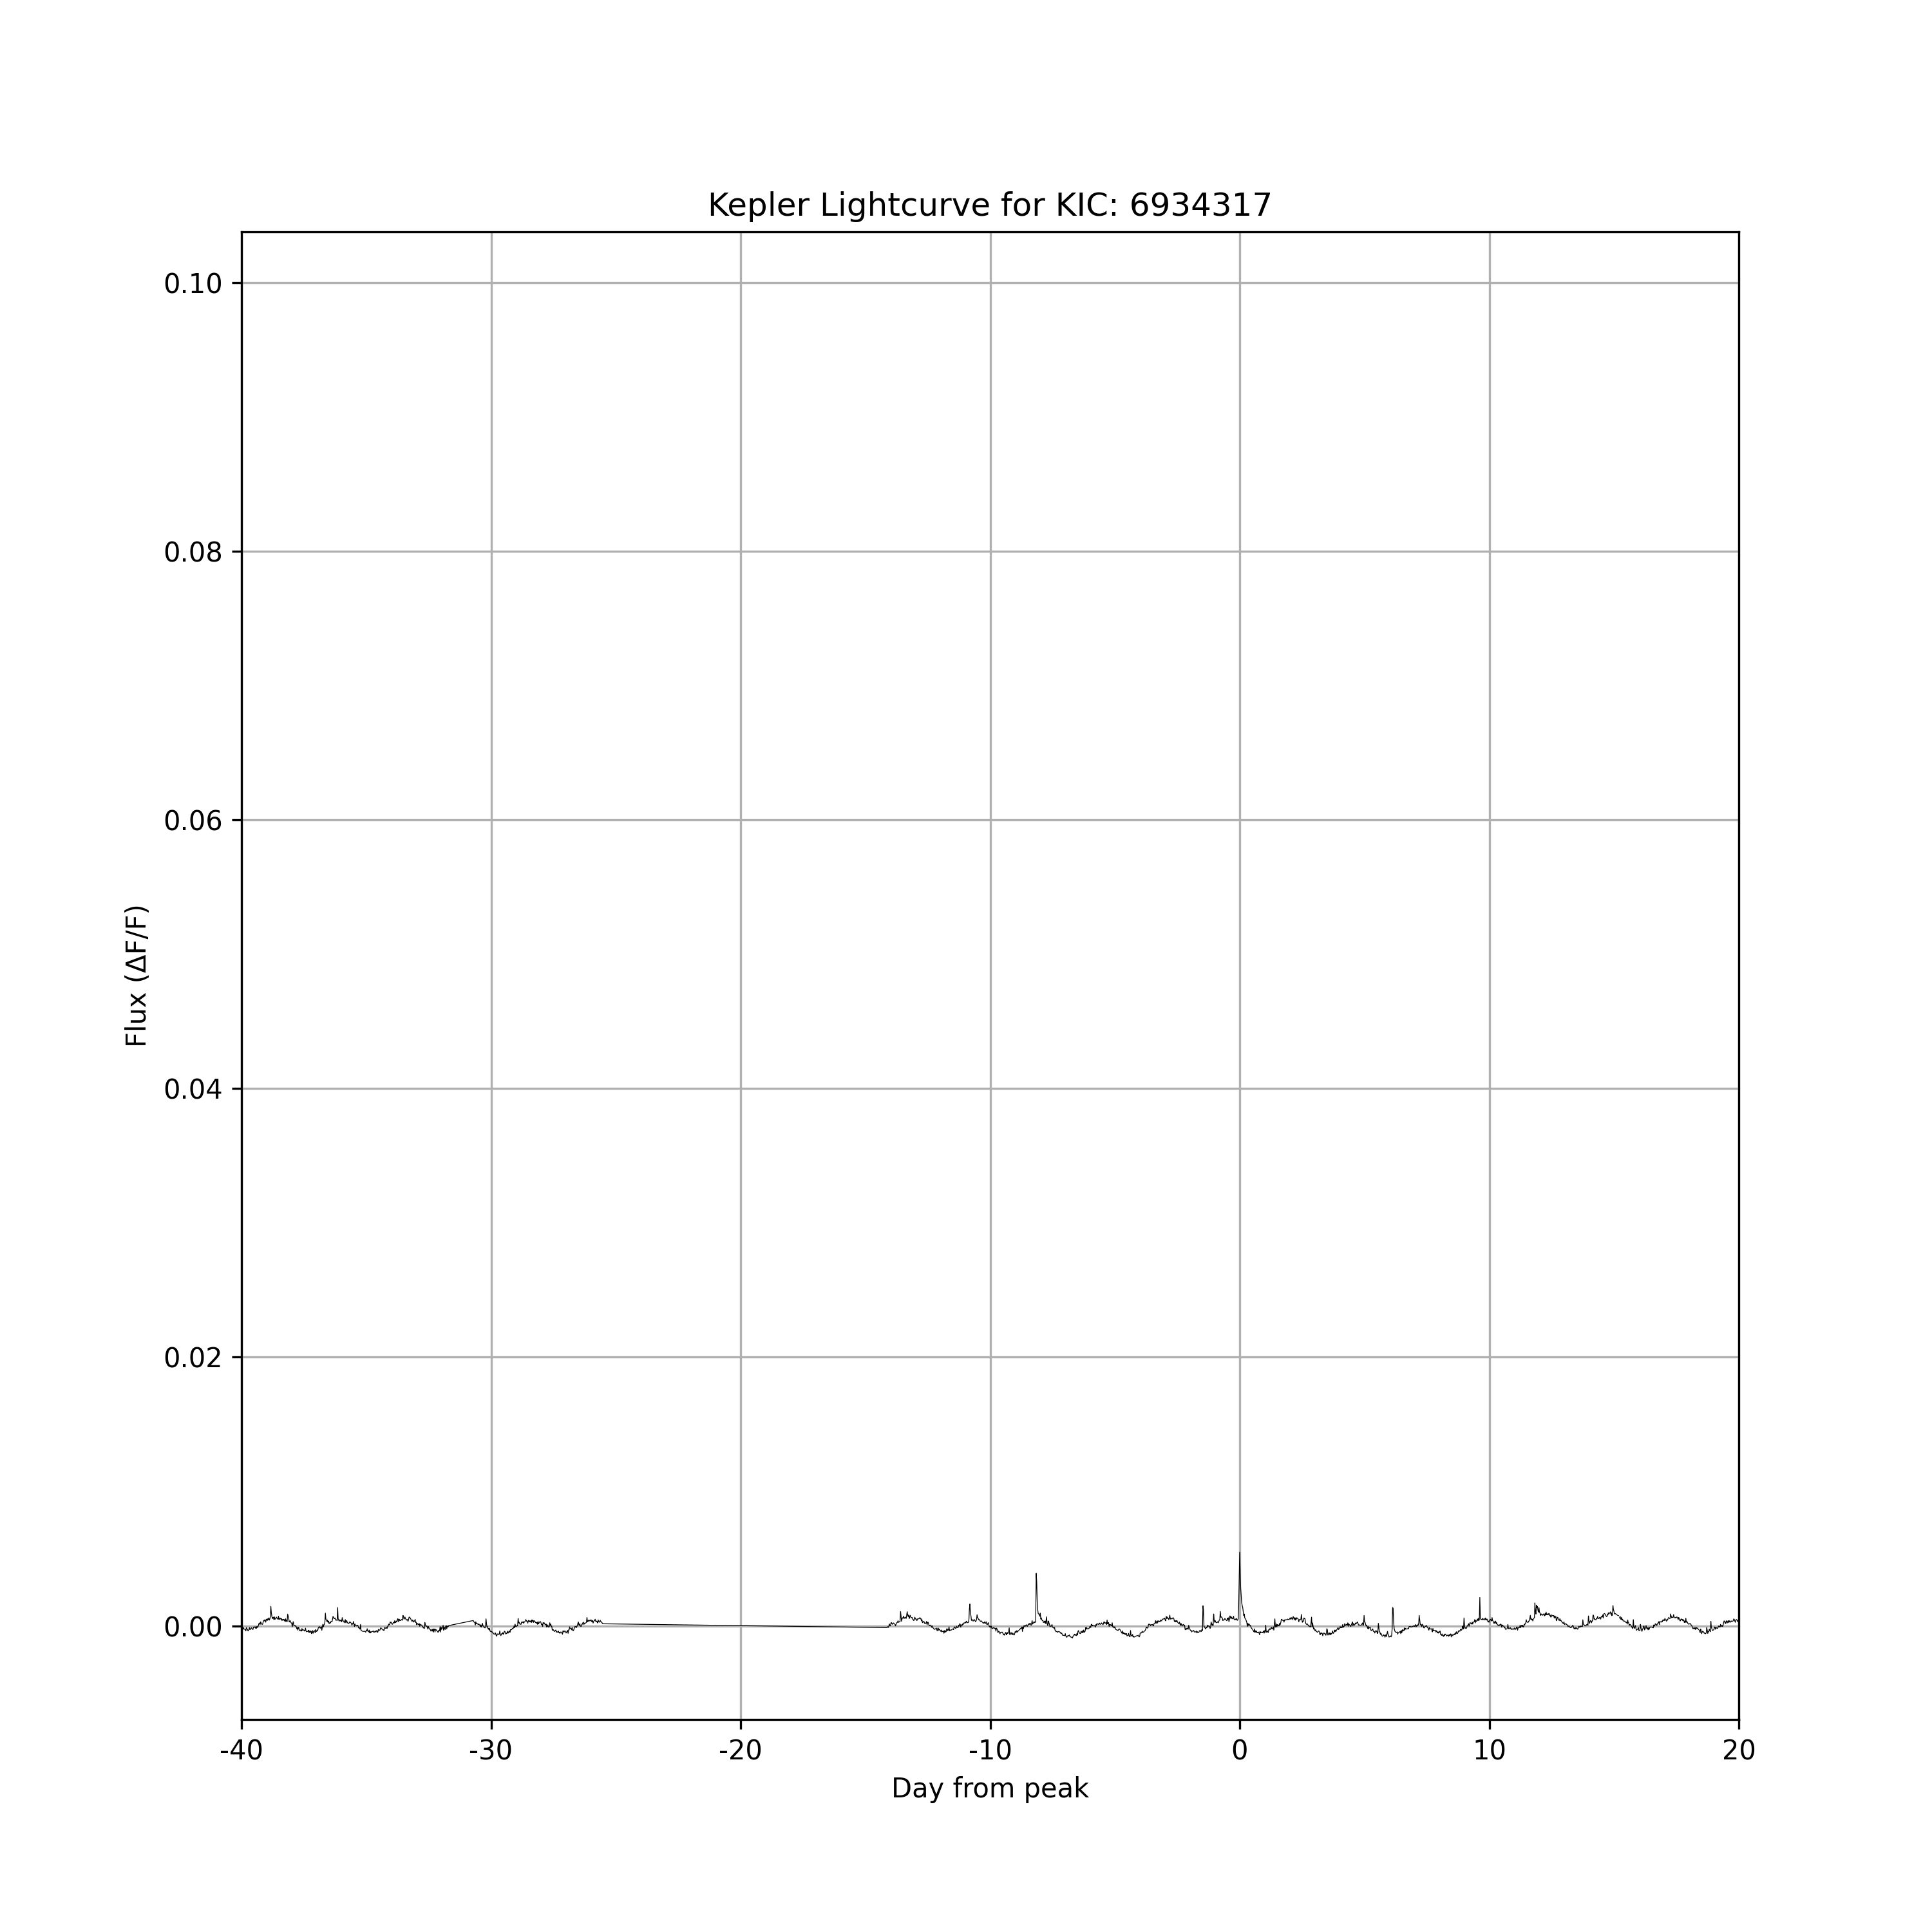 Kepler Lightcurve for KIC: 6934317
0.10
0.08
0.06
0.04
0.02
0.00
Flux (ΔF/F)
-40 -30 -20 -10 0 10 20
Day from peak